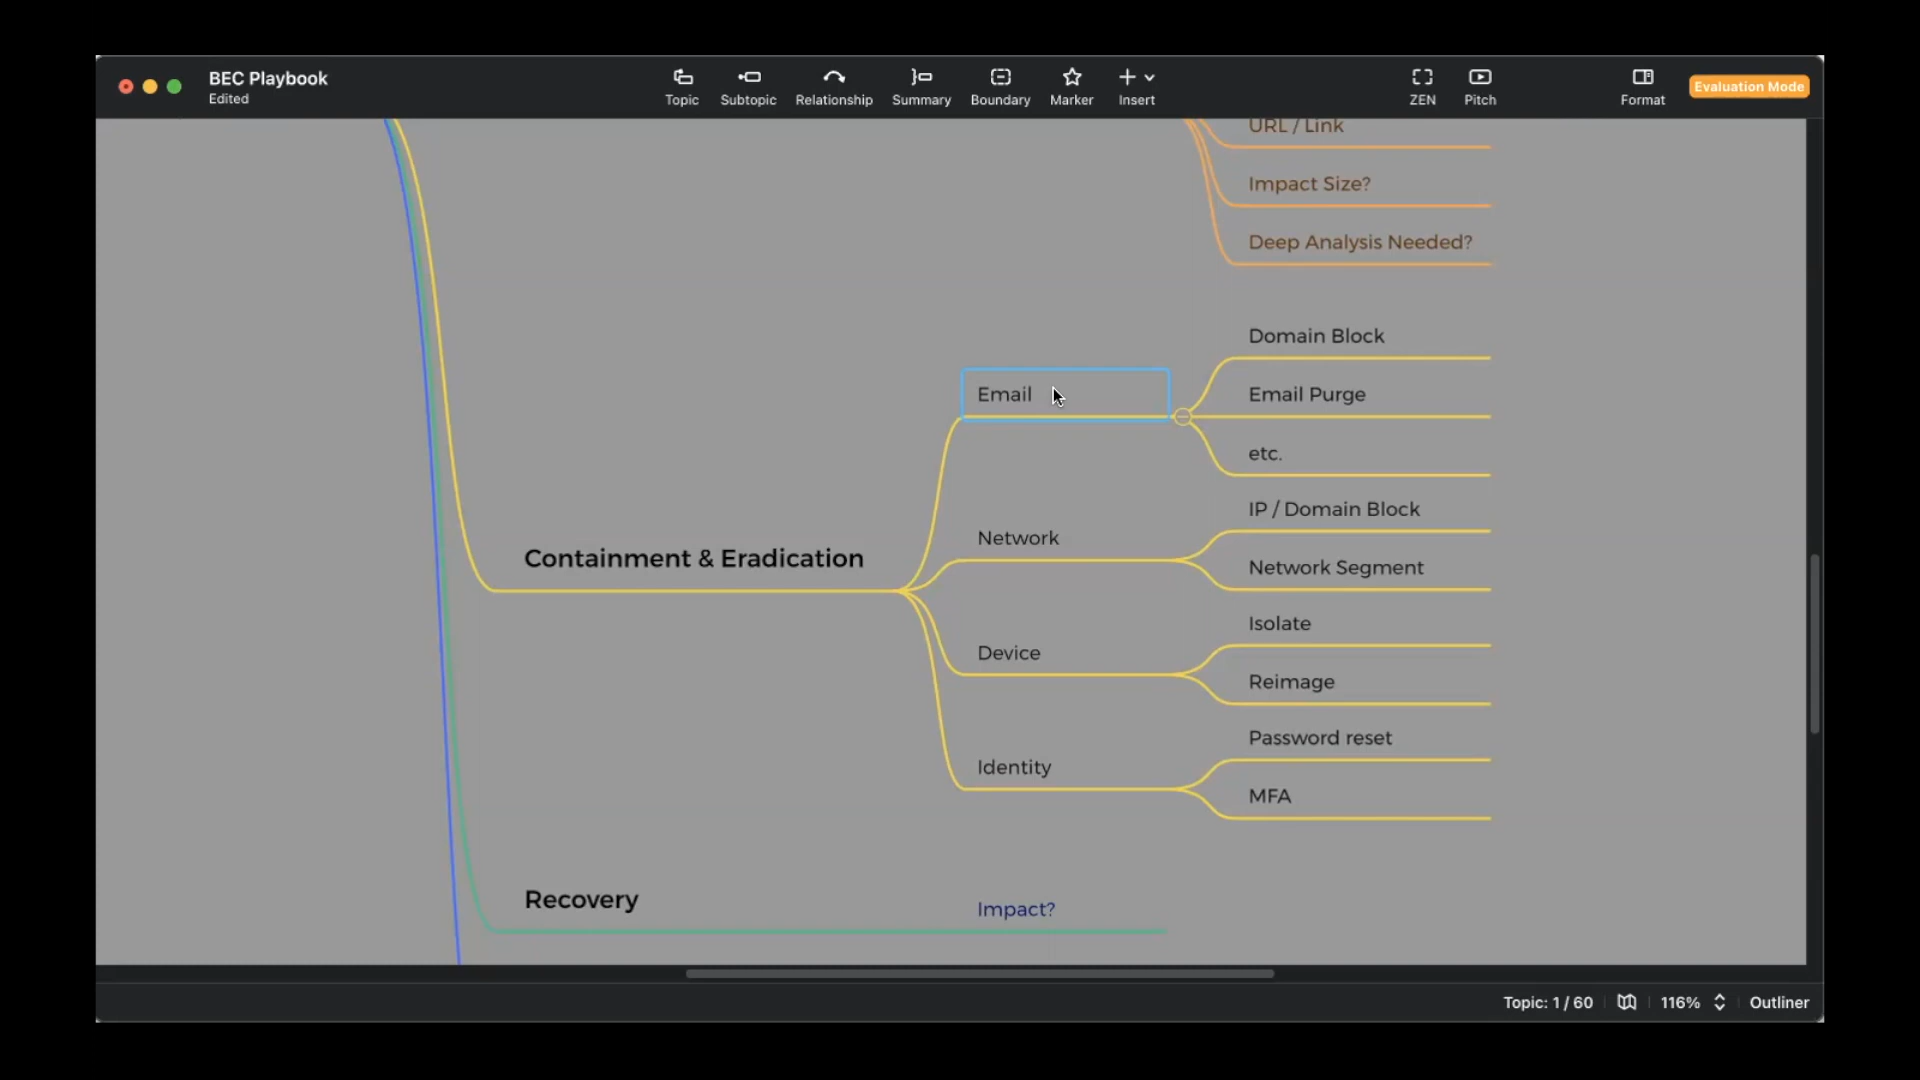 BEC Playbook
Edited
Topic
Subtopic
Relationship
Summary
Boundary
Marker
Insert
ZEN
Pitch
Format
Evaluation Mode
URL / Link
Impact Size?
Deep Analysis Needed?
Containment & Eradication
Email
Domain Block
Email Purge
etc.
Network
IP / Domain Block
Network Segment
Device
Isolate
Reimage
Identity
Password reset
MFA
Recovery
Impact?
Topic: 1 / 60
116%
Outliner